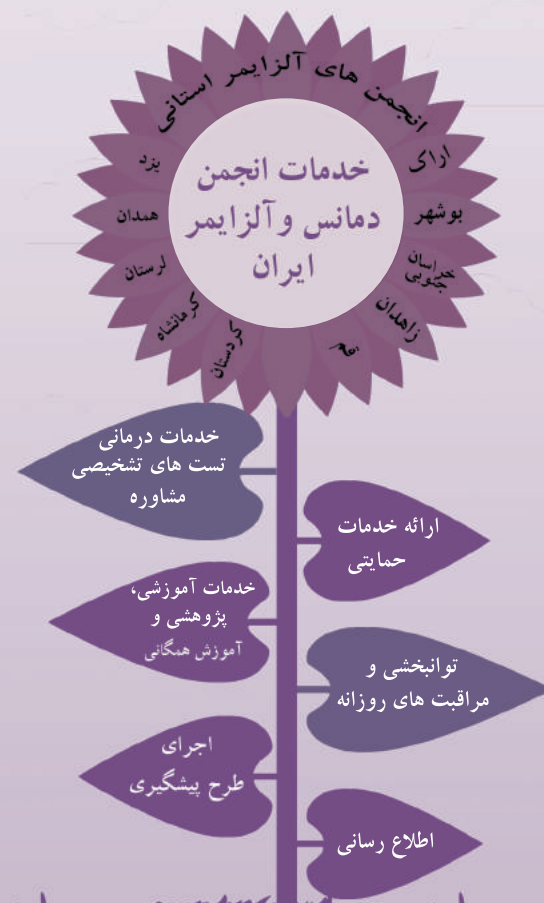 انجمن های آلزایمر استانی
خدمات انجمن
دمانس و آلزایمر
ایران
اراک
بوشهر
خراسان
جنوبی
زاهدان
قم
کردستان
کرمانشاه
لرستان
همدان
یزد
خدمات درمانی
تست های تشخیصی
مشاوره
ارائه خدمات
حمایتی
خدمات آموزشی،
پژوهشی و
آموزش همگانی
توانبخشی و
مراقبت های روزانه
اجرای
طرح پیشگیری
اطلاع رسانی